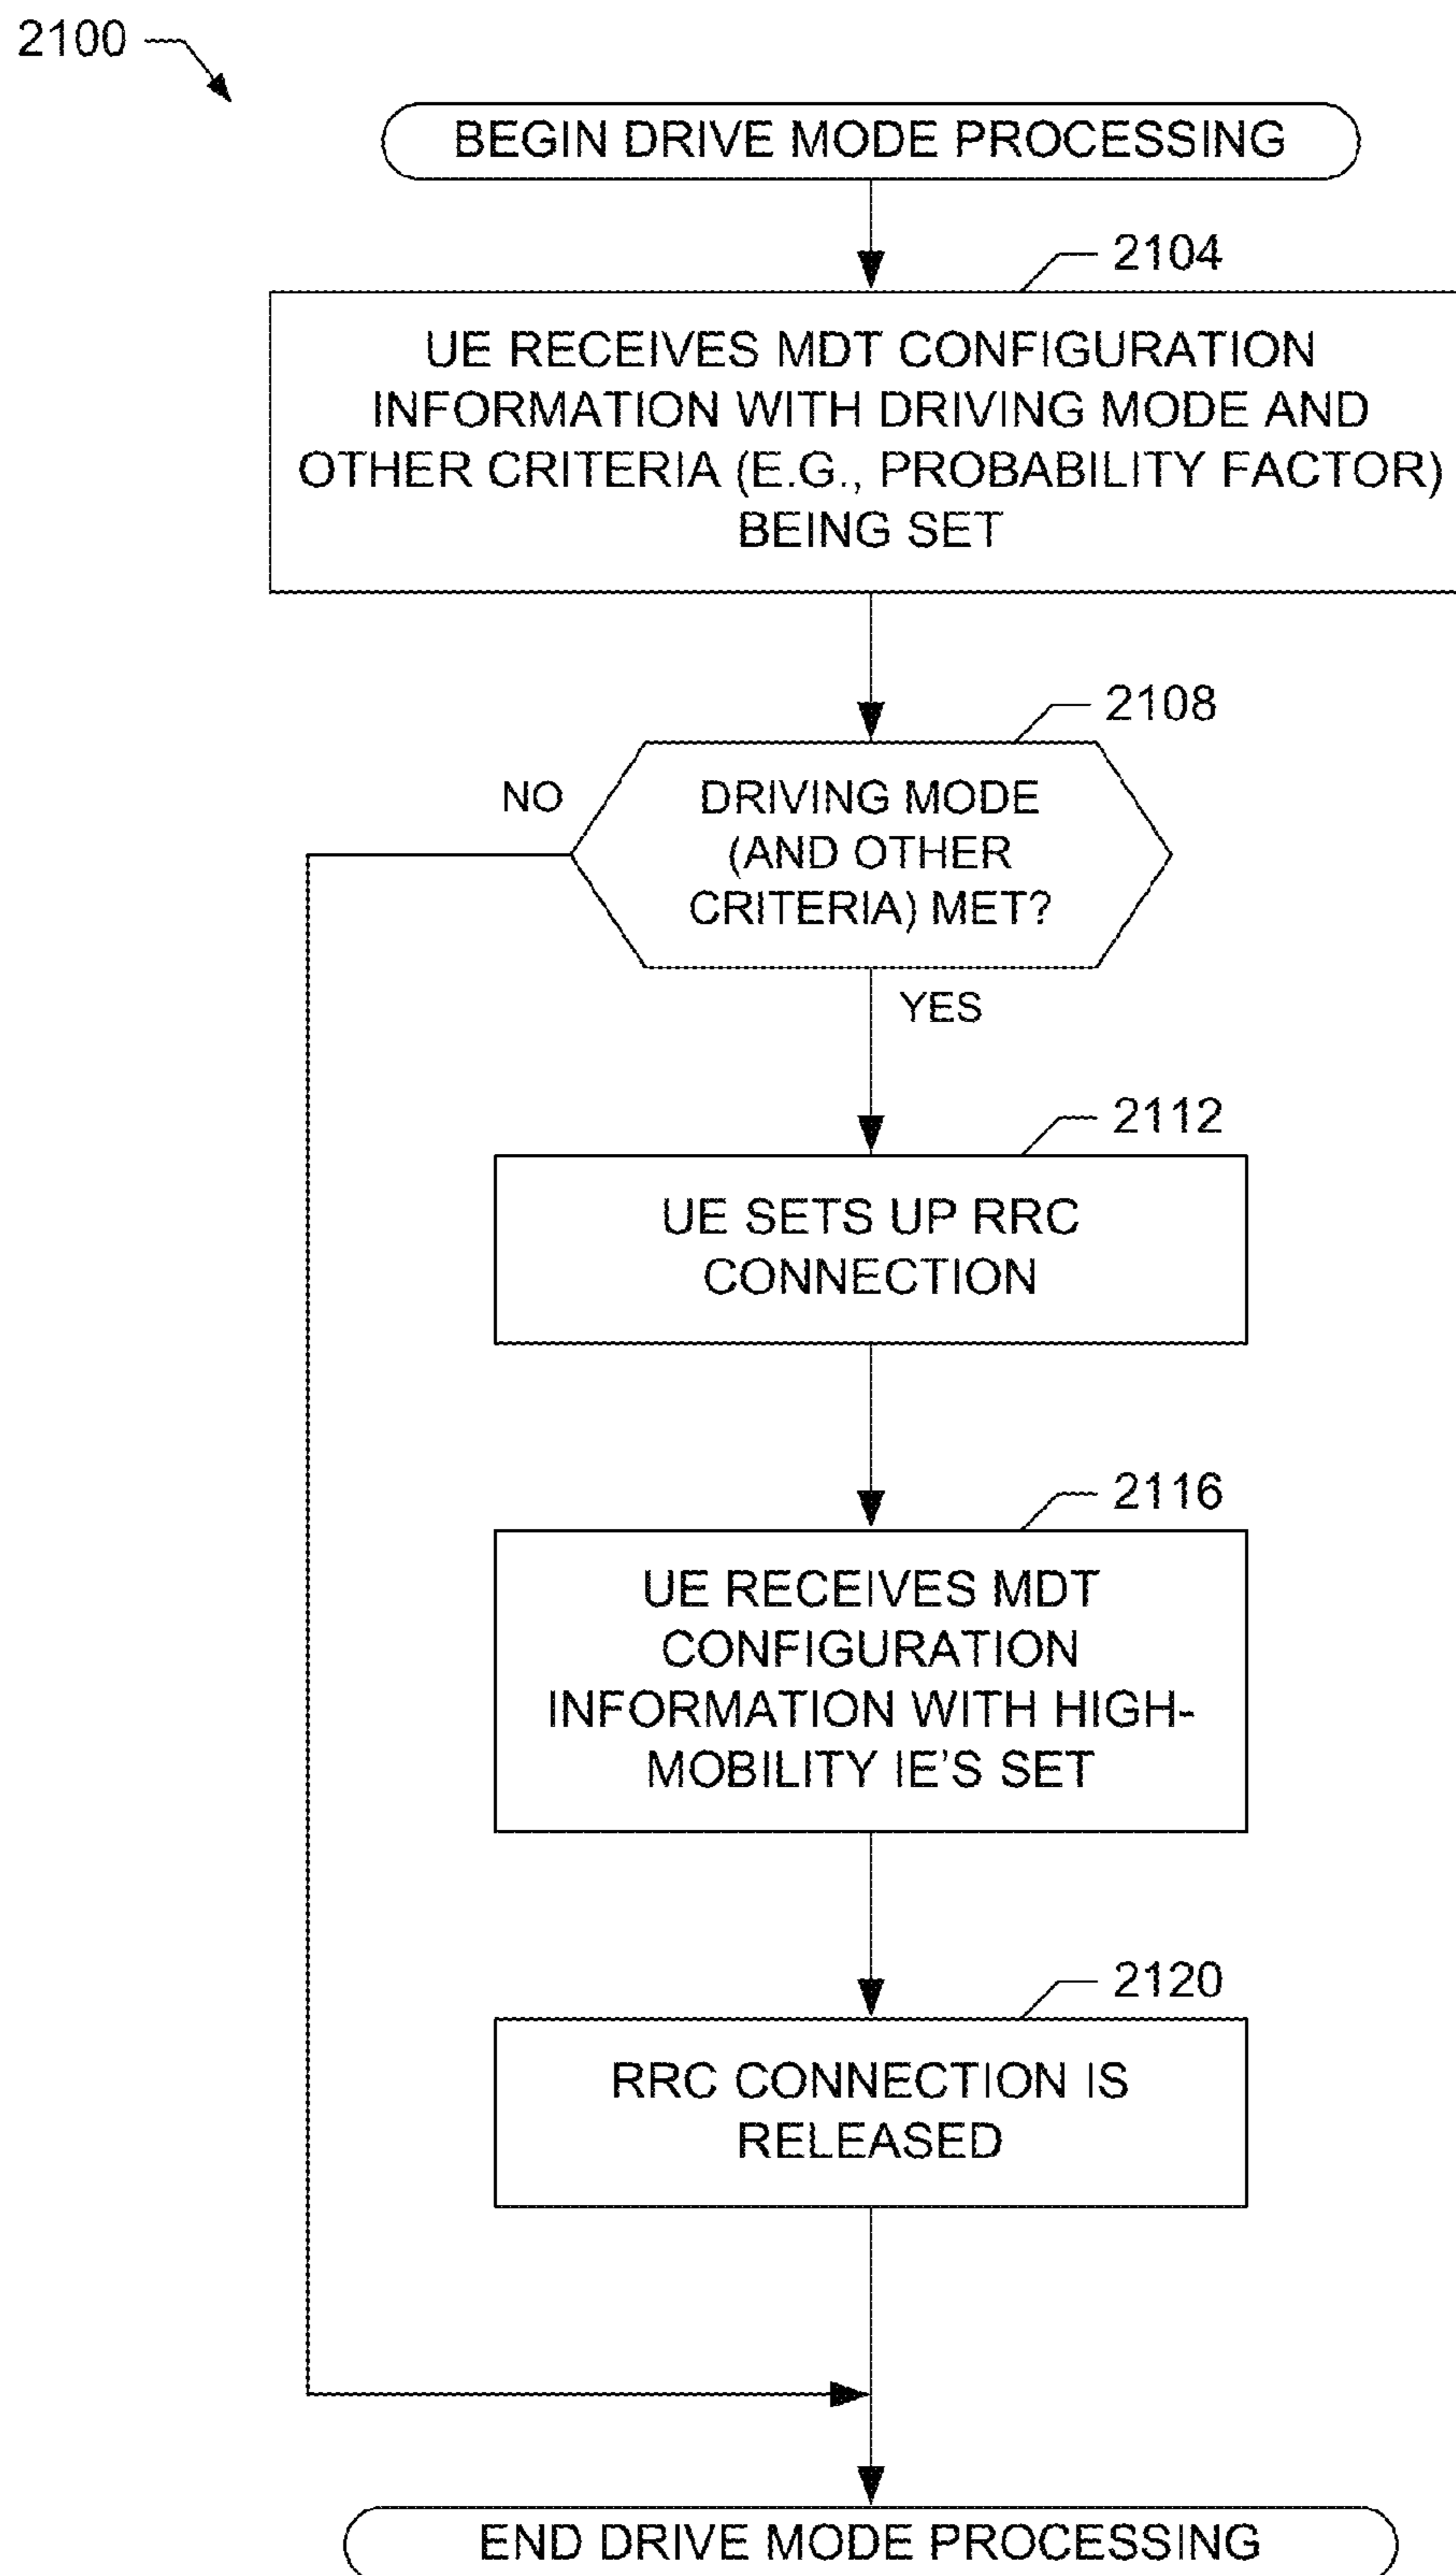 2100
BEGIN DRIVE MODE PROCESSING
2104
UE RECEIVES MDT CONFIGURATION
INFORMATION WITH DRIVING MODE AND
OTHER CRITERIA (E.G., PROBABILITY FACTOR)
BEING SET
2108
NO
DRIVING MODE
(AND OTHER
CRITERIA) MET?
YES
2112
UE SETS UP RRC
CONNECTION
2116
UE RECEIVES MDT
CONFIGURATION
INFORMATION WITH HIGH-
MOBILITY IE'S SET
2120
RRC CONNECTION IS
RELEASED
END DRIVE MODE PROCESSING